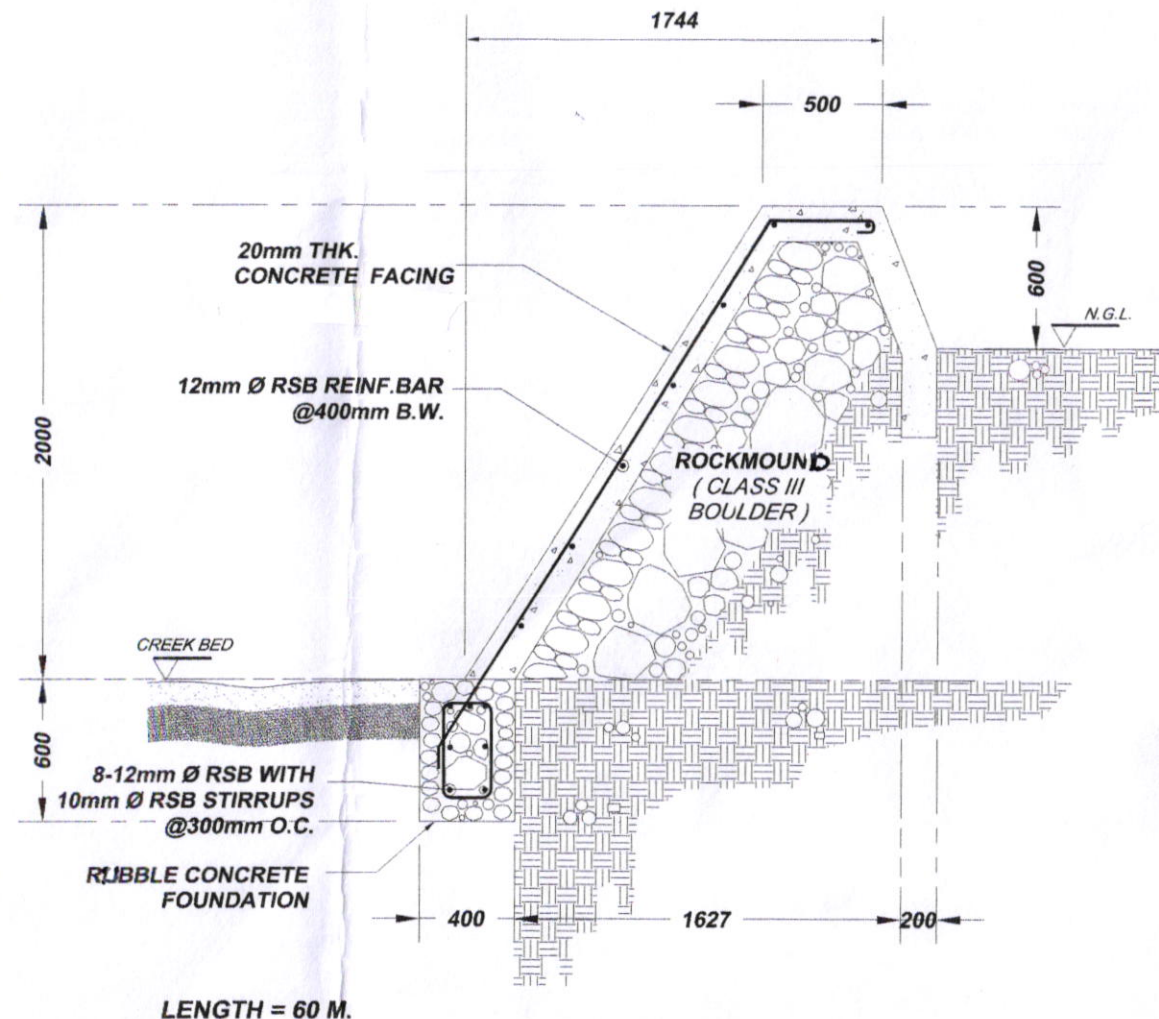 1744
500
20mm THK.
CONCRETE FACING
600
N.G.L.
12mm Ø RSB REINF.BAR
@400mm B.W.
2000
ROCKMOUND
( CLASS III
BOULDER )
CREEK BED
600
8-12mm Ø RSB WITH
10mm Ø RSB STIRRUPS
@300mm O.C.
RUBBLE CONCRETE
FOUNDATION
400
1627
200
LENGTH = 60 M.